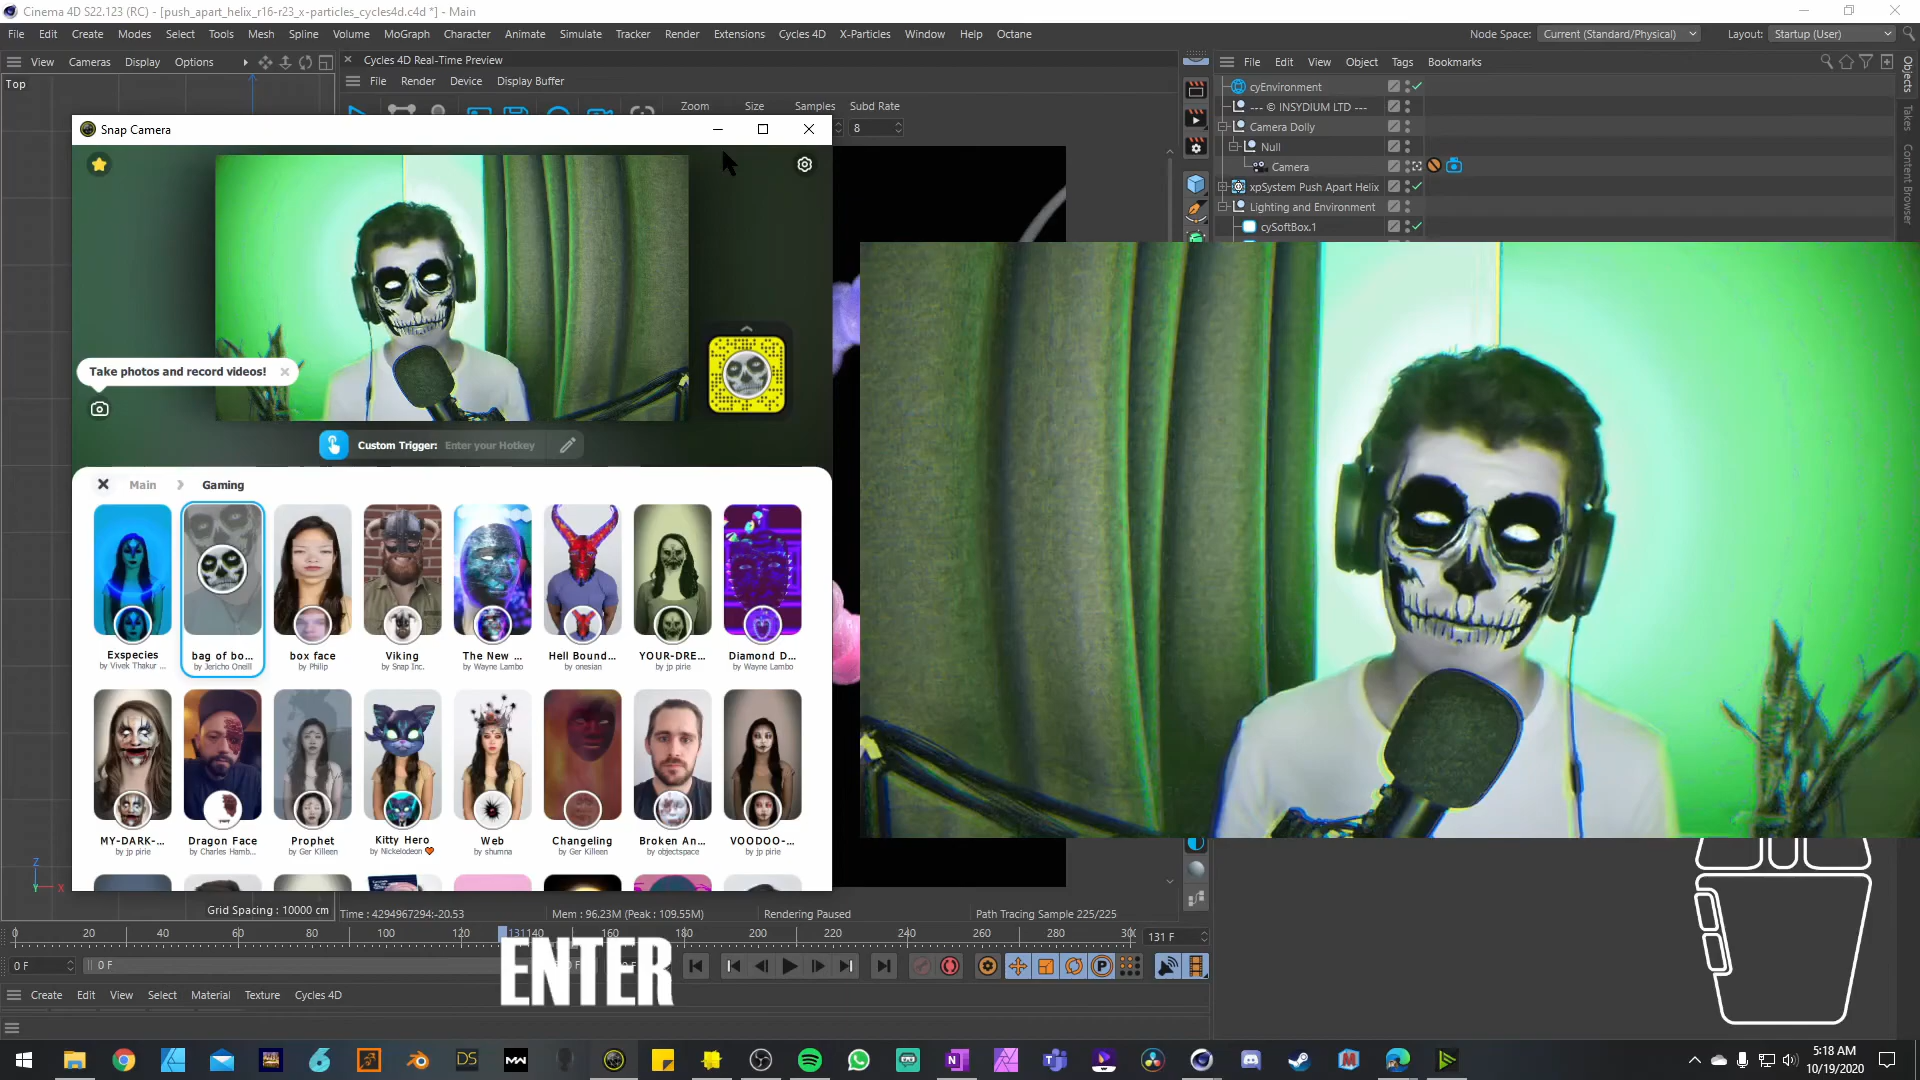 Cinema 4D S22.123 (RC) - [push_apart_helix_r16-r23_x-particles_cycles4d.c4d *] - Main
File Edit Create Modes Select Tools Mesh Spline Volume MoGraph Character Animate Simulate Tracker Render Extensions Cycles 4D X-Particles Window Help Octane
Node Space: Current (Standard/Physical) Layout: Startup (User)
View Cameras Display Options
Cycles 4D Real-Time Preview
File Edit View Object Tags Bookmarks
File Render Device Display Buffer
Top
Zoom Size Samples Subd Rate
8
cyEnvironment
--- © INSYDIUM LTD ---
Camera Dolly
Null
Camera
xpSystem Push Apart Helix
Lighting and Environment
cySoftBox.1
Objects
Takes
Content Browser
Snap Camera
Take photos and record videos!
Custom Trigger: Enter your Hotkey
Main Gaming
Exspecies bag of bo... box face Viking The New ... Hell Bound... YOUR-DRE... Diamond D...
by Vivek Thakur ... by Jericho Oneill by Philip by Snap Inc. by Wayne Lambo by onesian by jp pirie by Wayne Lambo
MY-DARK-... Dragon Face Prophet Kitty Hero Web Changeling Broken An... VOODOO-...
by jp pirie by Charles Hamb... by Ger Killeen by Nickelodeon by shumna by Ger Killeen by objectspace by jp pirie
Z
Y X
Grid Spacing : 10000 cm
Time : 4294967294:-20.53 Mem : 96.23M (Peak : 109.55M) Rendering Paused Path Tracing Sample 225/225
0 20 40 60 80 100 120 131140 180 200 220 240 260 280 30 131 F
0 F 0 F
ENTER
P
Create Edit View Select Material Texture Cycles 4D
DS
MW
N
5:18 AM
10/19/2020